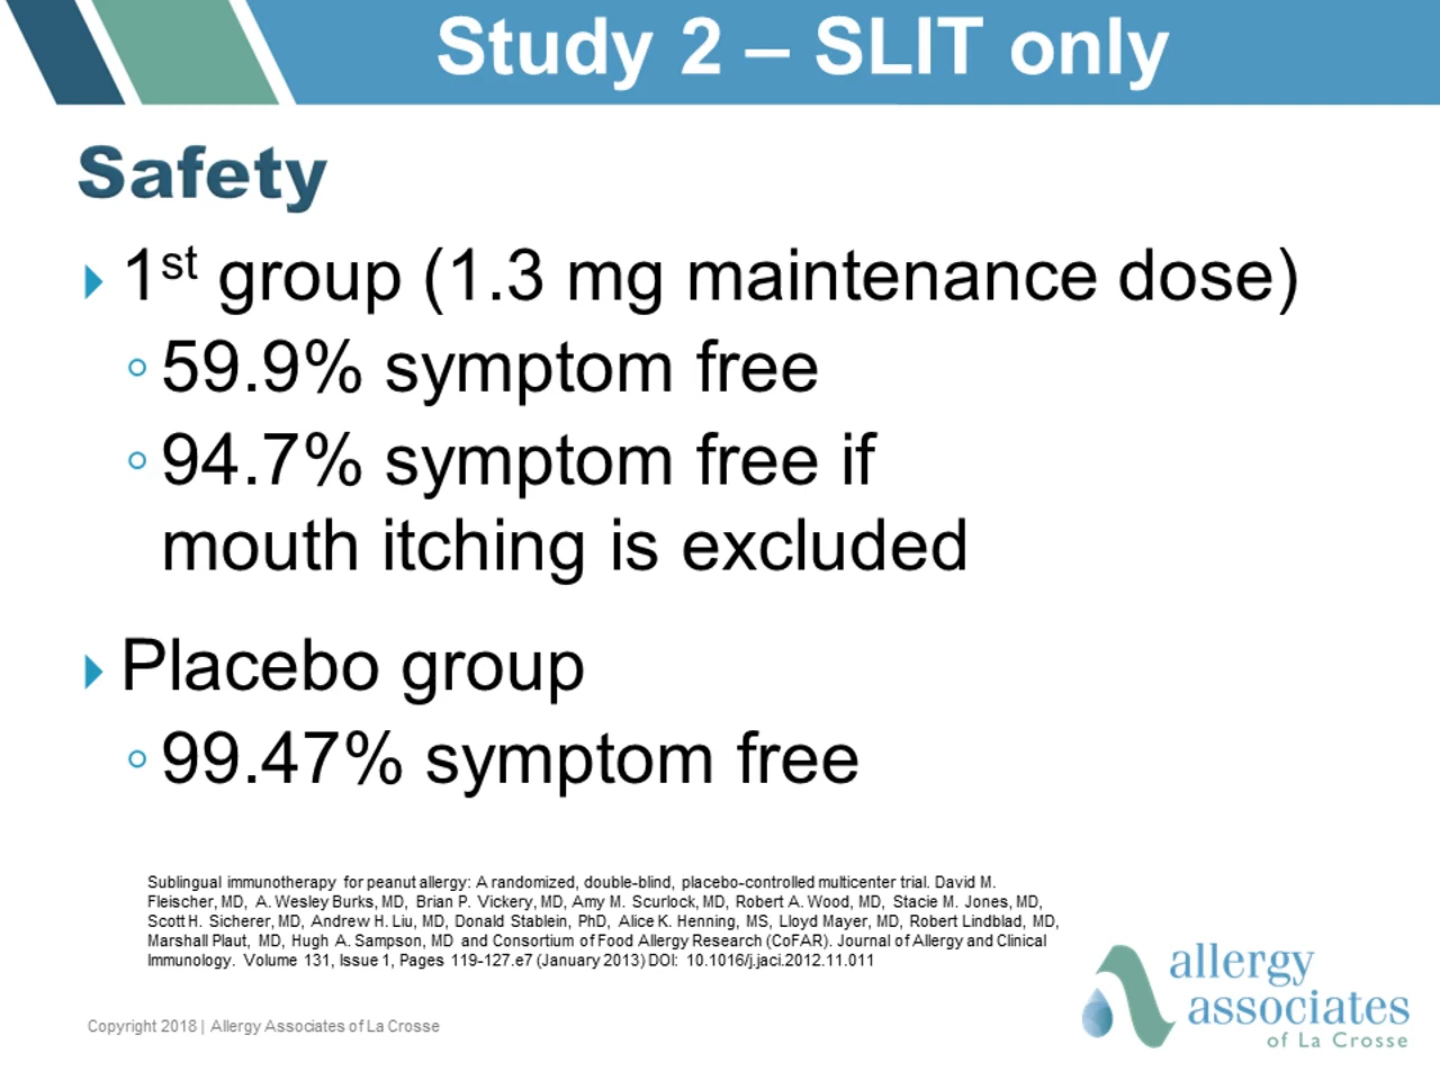 Study 2 – SLIT only
Safety
1st group (1.3 mg maintenance dose)
59.9% symptom free
94.7% symptom free if
mouth itching is excluded
Placebo group
99.47% symptom free
Sublingual immunotherapy for peanut allergy: A randomized, double-blind, placebo-controlled multicenter trial. David M.
Fleischer, MD, A. Wesley Burks, MD, Brian P. Vickery, MD, Amy M. Scurlock, MD, Robert A. Wood, MD, Stacie M. Jones, MD,
Scott H. Sicherer, MD, Andrew H. Liu, MD, Donald Stablein, PhD, Alice K. Henning, MS, Lloyd Mayer, MD, Robert Lindblad, MD,
Marshall Plaut, MD, Hugh A. Sampson, MD and Consortium of Food Allergy Research (CoFAR). Journal of Allergy and Clinical
Immunology. Volume 131, Issue 1, Pages 119-127.e7 (January 2013) DOI: 10.1016/j.jaci.2012.11.011
allergy
associates
of La Crosse
Copyright 2018 | Allergy Associates of La Crosse